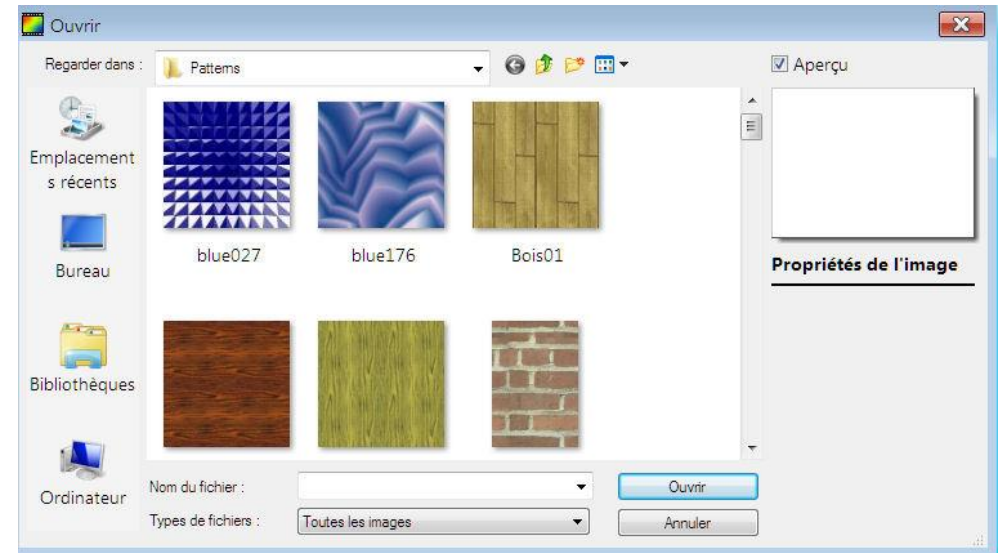 Ouvrir
Regarder dans :
Patterns
Aperçu
Emplacement
s récents
Bureau
Bibliothèques
Ordinateur
blue027
blue176
Bois01
Propriétés de l'image
Nom du fichier :
Ouvrir
Types de fichiers :
Toutes les images
Annuler